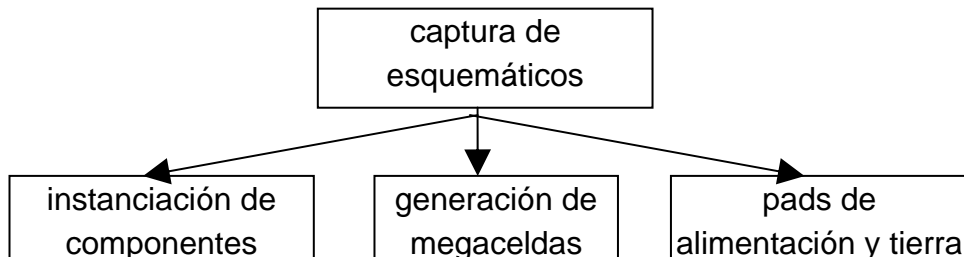 captura de
esquemáticos
instanciación de
componentes
generación de
megaceldas
pads de
alimentación y tierra